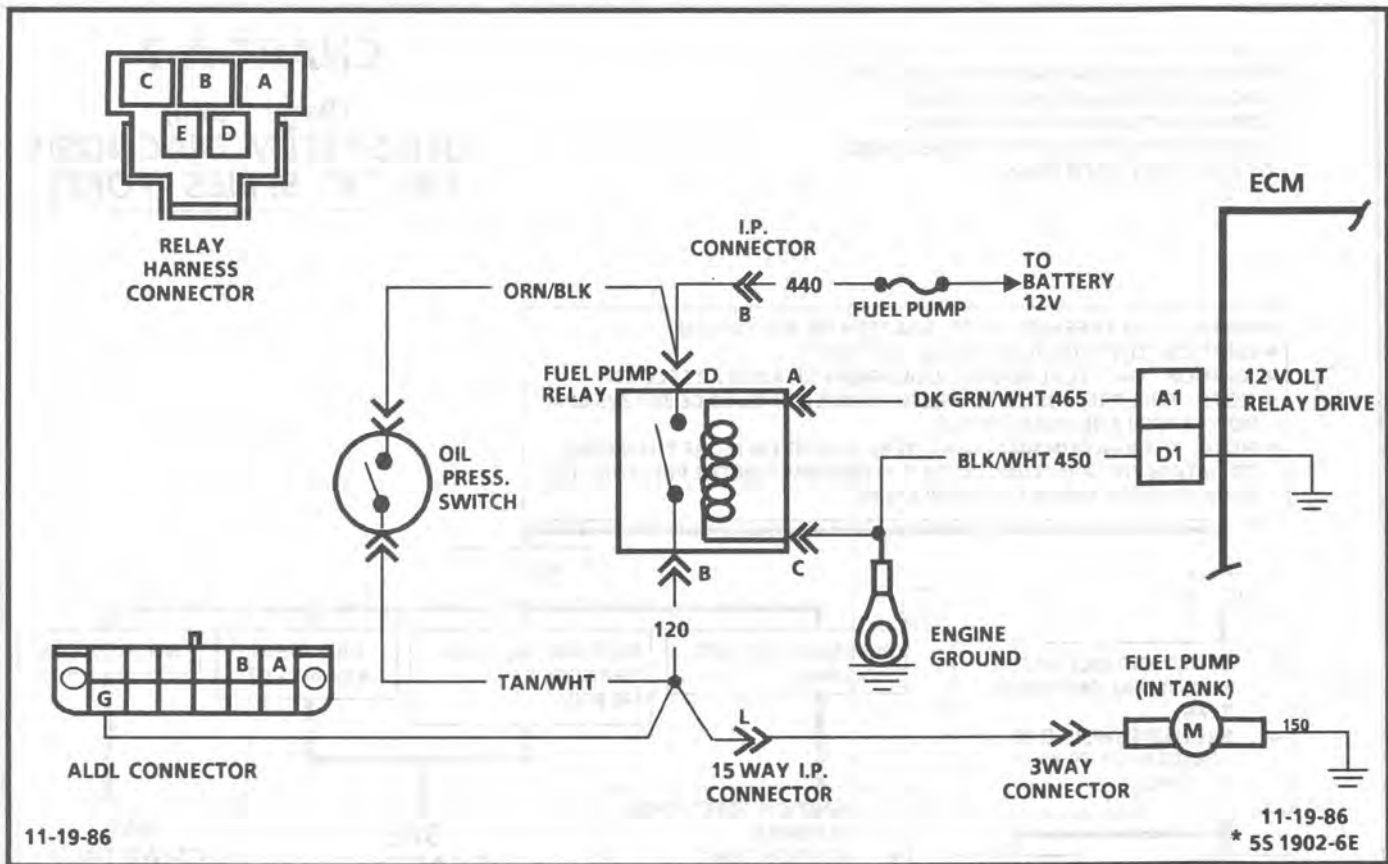 C B A
E D
RELAY
HARNESS
CONNECTOR
ECM
I.P.
CONNECTOR
ORN/BLK
440
B
FUEL PUMP
TO
BATTERY
12V
FUEL PUMP
RELAY
D
A
DK GRN/WHT 465
A1
12 VOLT
RELAY DRIVE
BLK/WHT 450
D1
OIL
PRESS.
SWITCH
B
C
120
ENGINE
GROUND
B A
G
TAN/WHT
ALDL CONNECTOR
L
15 WAY I.P.
CONNECTOR
3WAY
CONNECTOR
FUEL PUMP
(IN TANK)
M
150
11-19-86
11-19-86
* 5S 1902-6E